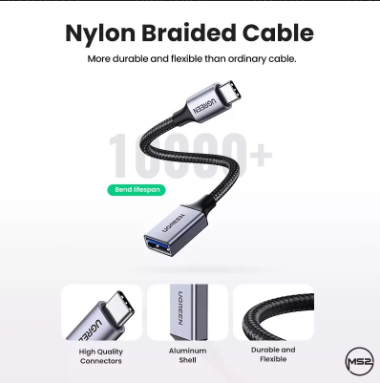 Nylon Braided Cable
More durable and flexible than ordinary cable.
UGREEN
10000+
Bend lifespan
UGREEN
UGREEN
UGREEN
High Quality
Connectors
Aluminum
Shell
Durable and
Flexible
MS2